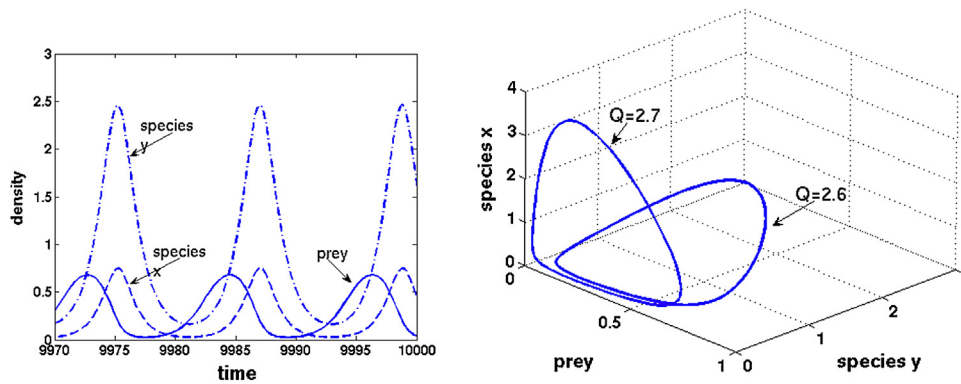 3
2.5
2
1.5
1
0.5
0
density
9970
9975
9980
9985
9990
9995
10000
time
species
y
species
x
prey
4
3
2
1
0
species x
Q=2.7
Q=2.6
0
0.5
1
prey
0
1
2
species y